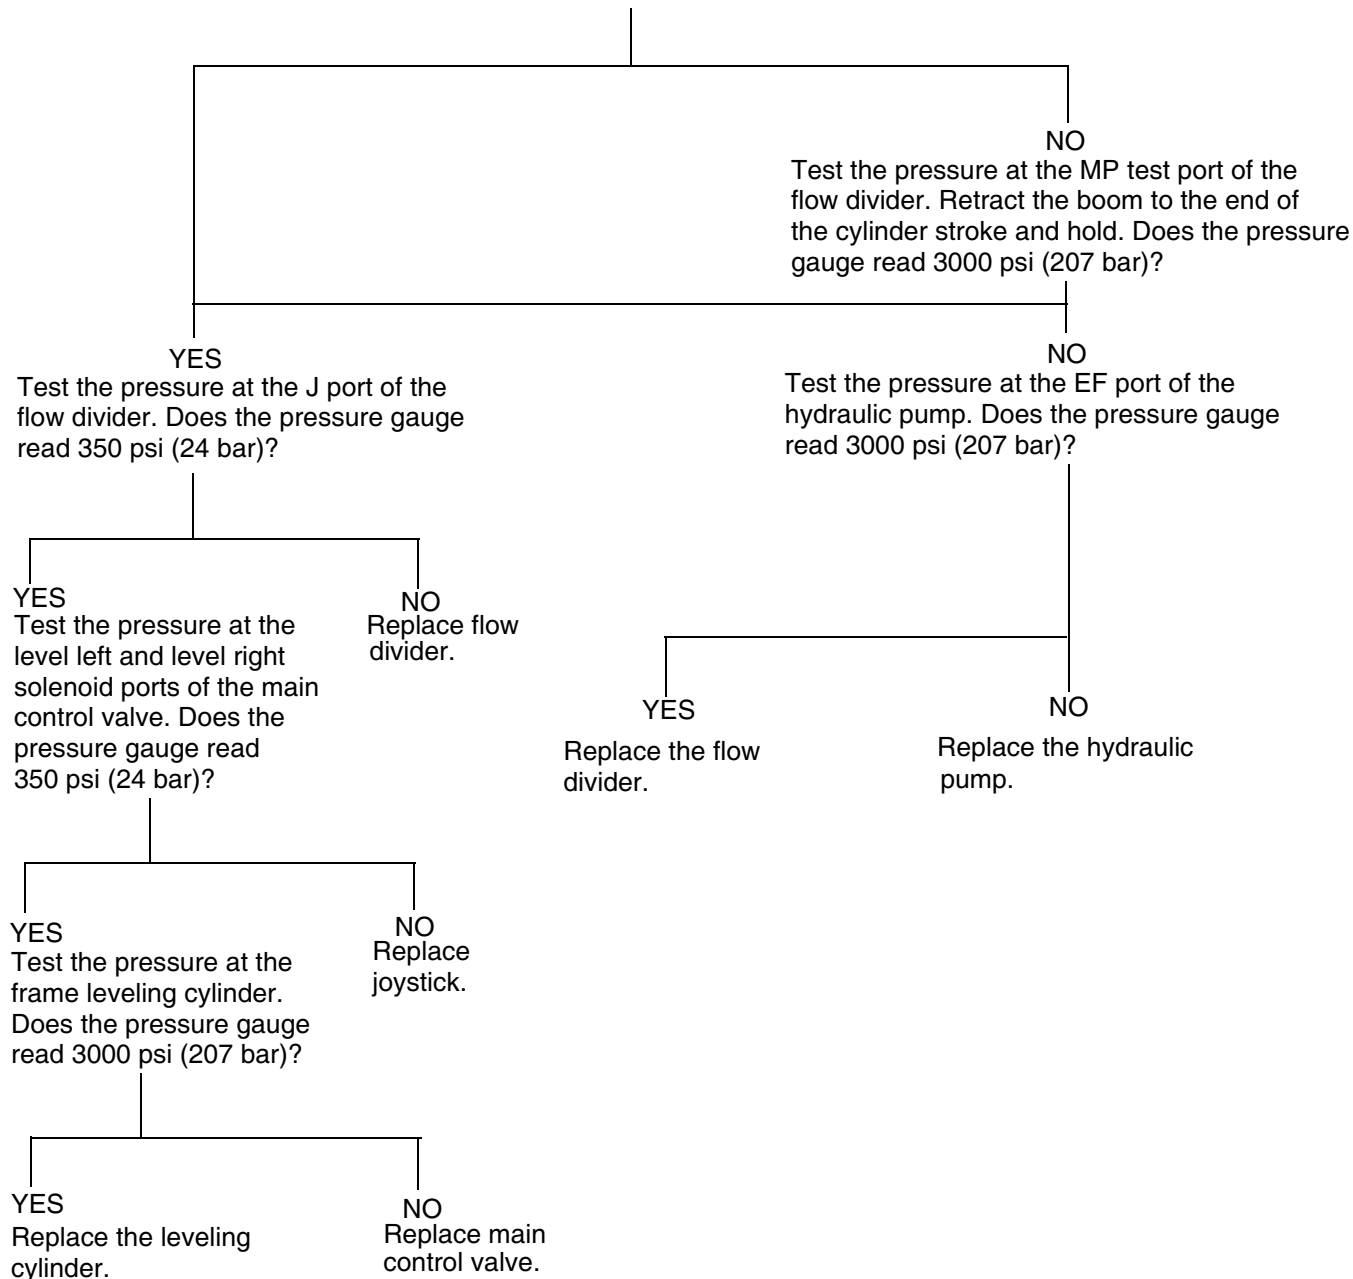 NO
Test the pressure at the MP test port of the
flow divider. Retract the boom to the end of
the cylinder stroke and hold. Does the pressure
gauge read 3000 psi (207 bar)?
YES
Test the pressure at the J port of the
flow divider. Does the pressure gauge
read 350 psi (24 bar)?
NO
Test the pressure at the EF port of the
hydraulic pump. Does the pressure gauge
read 3000 psi (207 bar)?
YES
Test the pressure at the
level left and level right
solenoid ports of the main
control valve. Does the
pressure gauge read
350 psi (24 bar)?
NO
Replace flow
divider.
YES
Replace the flow
divider.
NO
Replace the hydraulic
pump.
YES
Test the pressure at the
frame leveling cylinder.
Does the pressure gauge
read 3000 psi (207 bar)?
NO
Replace
joystick.
YES
Replace the leveling
cylinder.
NO
Replace main
control valve.